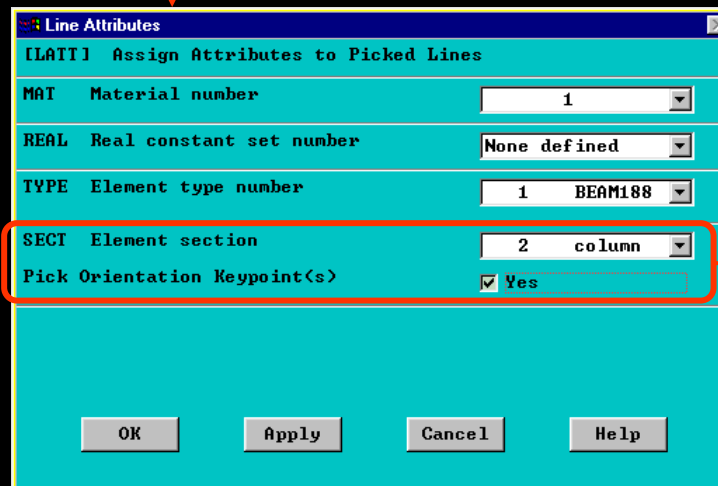 Line Attributes
[LATT] Assign Attributes to Picked Lines
MAT Material number 1
REAL Real constant set number None defined
TYPE Element type number 1 BEAM188
SECT Element section 2 column
Pick Orientation Keypoint(s) Yes
OK Apply Cancel Help